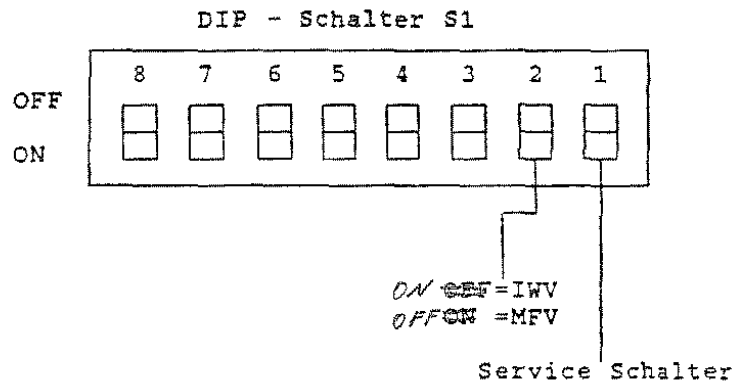 DIP - Schalter S1
8 7 6 5 4 3 2 1
OFF
ON
ON OFF=IWV
OFF ON =MFV
Service Schalter